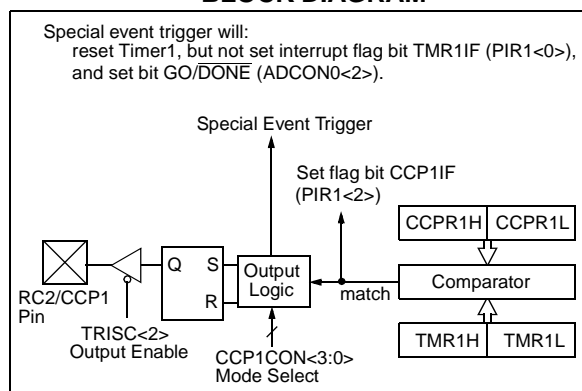 BLOCK DIAGRAM
Special event trigger will:
reset Timer1, but not set interrupt flag bit TMR1IF (PIR1<0>),
and set bit GO/DONE (ADCON0<2>).
Special Event Trigger
Set flag bit CCP1IF
(PIR1<2>)
CCPR1H CCPR1L
Q S
R
Output
Logic
match
Comparator
RC2/CCP1
Pin
TRISC<2>
Output Enable
CCP1CON<3:0>
Mode Select
TMR1H TMR1L